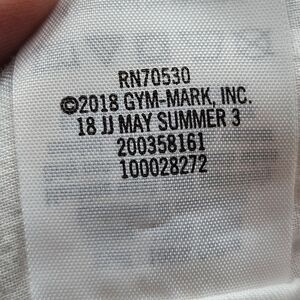 RN70530
©2018 GYM-MARK, INC.
18 JJ MAY SUMMER 3
200358161
100028272